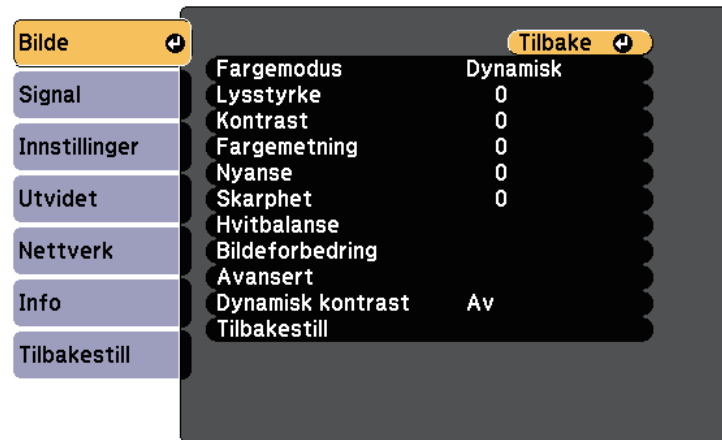 Bilde
Signal
Innstillinger
Utvidet
Nettverk
Info
Tilbakestill
Tilbake
Fargemodus Dynamisk
Lysstyrke 0
Kontrast 0
Fargemetning 0
Nyanse 0
Skarphet 0
Hvitbalanse
Bildeforbedring
Avansert
Dynamisk kontrast Av
Tilbakestill